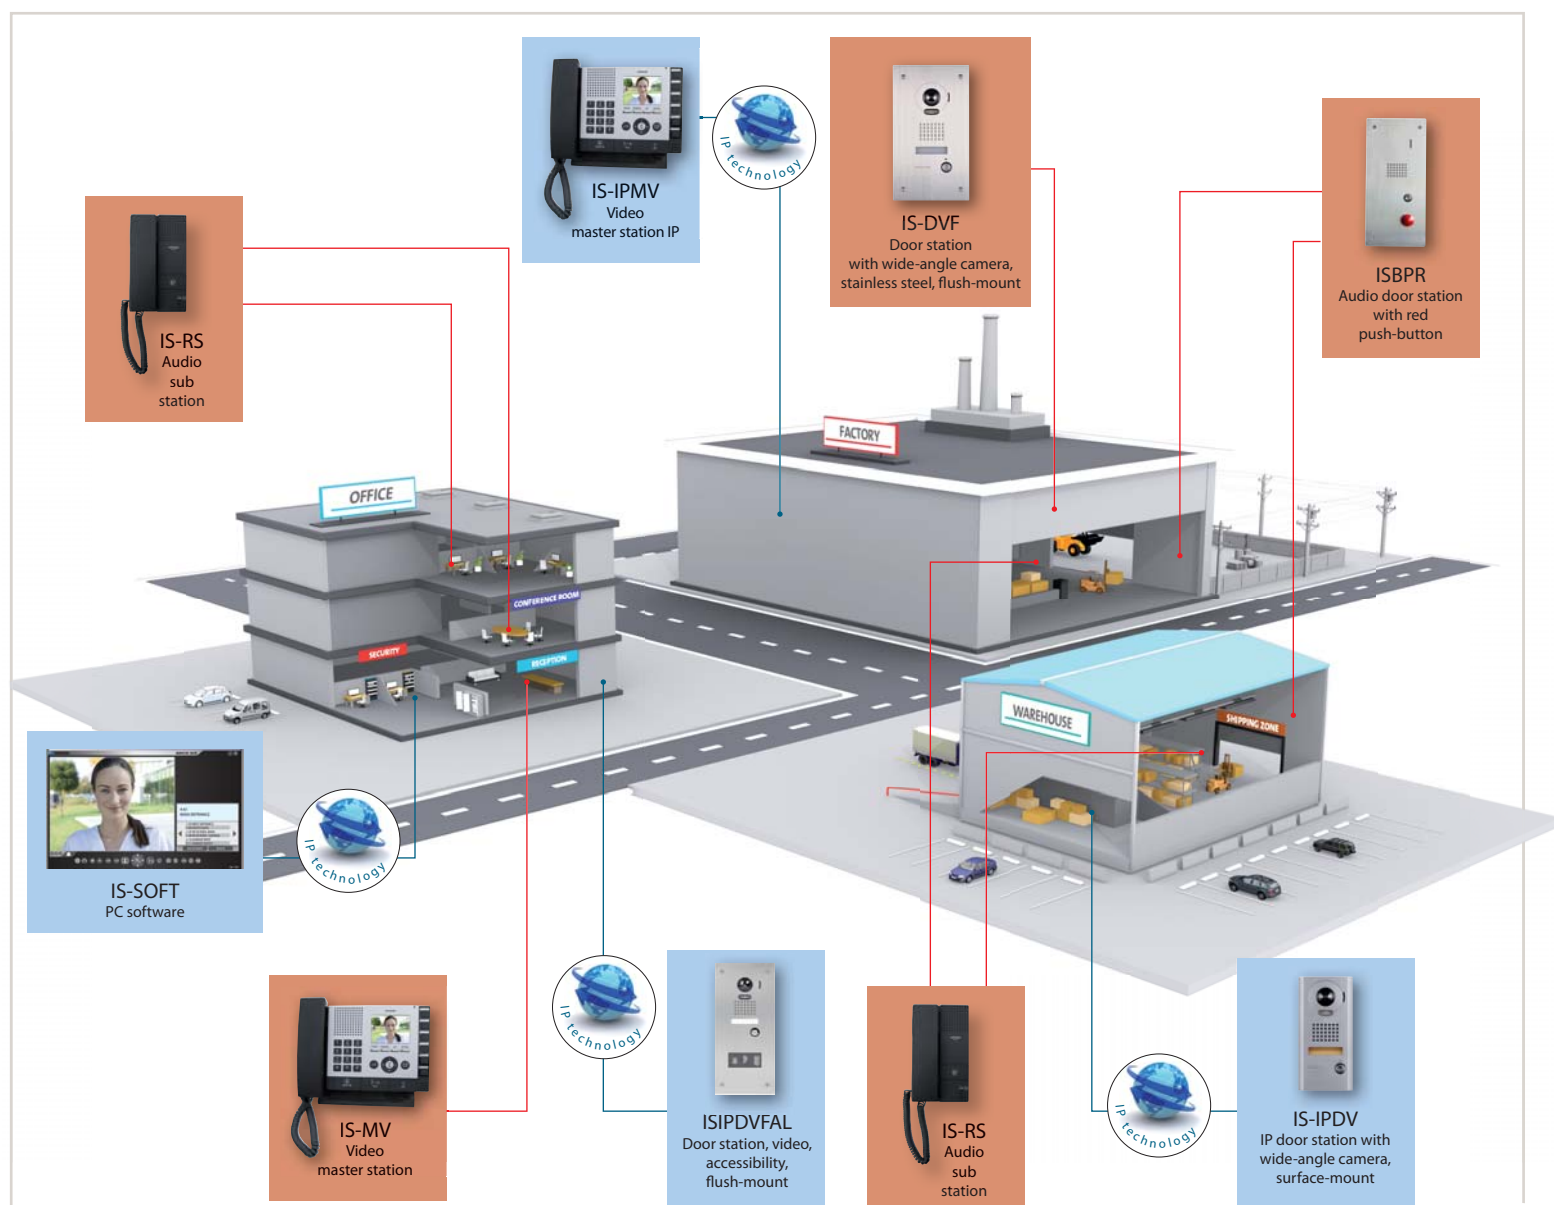 IS-IPMV
Video
master station IP
IP technology
IS-DVF
Door station
with wide-angle camera,
stainless steel, flush-mount
ISBPR
Audio door station
with red
push-button
IS-RS
Audio
sub
station
FACTORY
OFFICE
CONFERENCE ROOM
SECURITY
RECEPTION
WAREHOUSE
SHIPPING ZONE
IS-SOFT
PC software
IP technology
IS-MV
Video
master station
IP technology
ISIPDVFAL
Door station, video,
accessibility,
flush-mount
IS-RS
Audio
sub
station
IP technology
IS-IPDV
IP door station with
wide-angle camera,
surface-mount